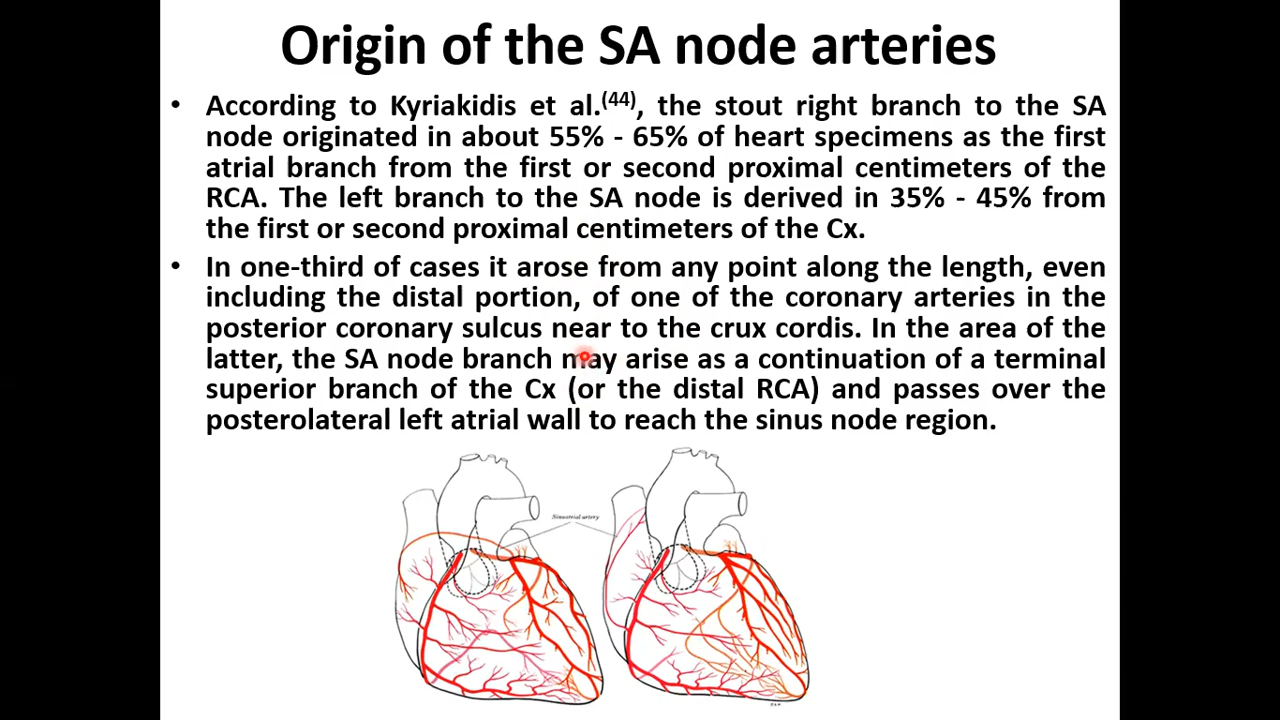 Origin of the SA node arteries
• According to Kyriakidis et al.(44), the stout right branch to the SA
node originated in about 55% - 65% of heart specimens as the first
atrial branch from the first or second proximal centimeters of the
RCA. The left branch to the SA node is derived in 35% - 45% from
the first or second proximal centimeters of the Cx.
• In one-third of cases it arose from any point along the length, even
including the distal portion, of one of the coronary arteries in the
posterior coronary sulcus near to the crux cordis. In the area of the
latter, the SA node branch may arise as a continuation of a terminal
superior branch of the Cx (or the distal RCA) and passes over the
posterolateral left atrial wall to reach the sinus node region.
Sinuatrial artery